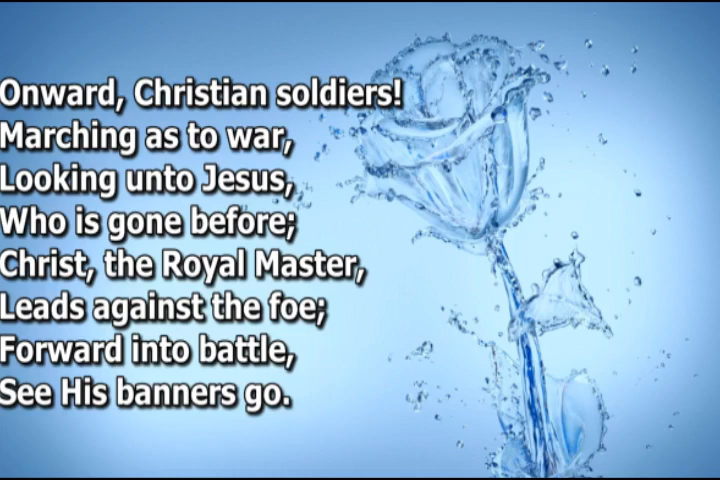 Onward, Christian soldiers!
Marching as to war,
Looking unto Jesus,
Who is gone before;
Christ, the Royal Master,
Leads against the foe;
Forward into battle,
See His banners go.